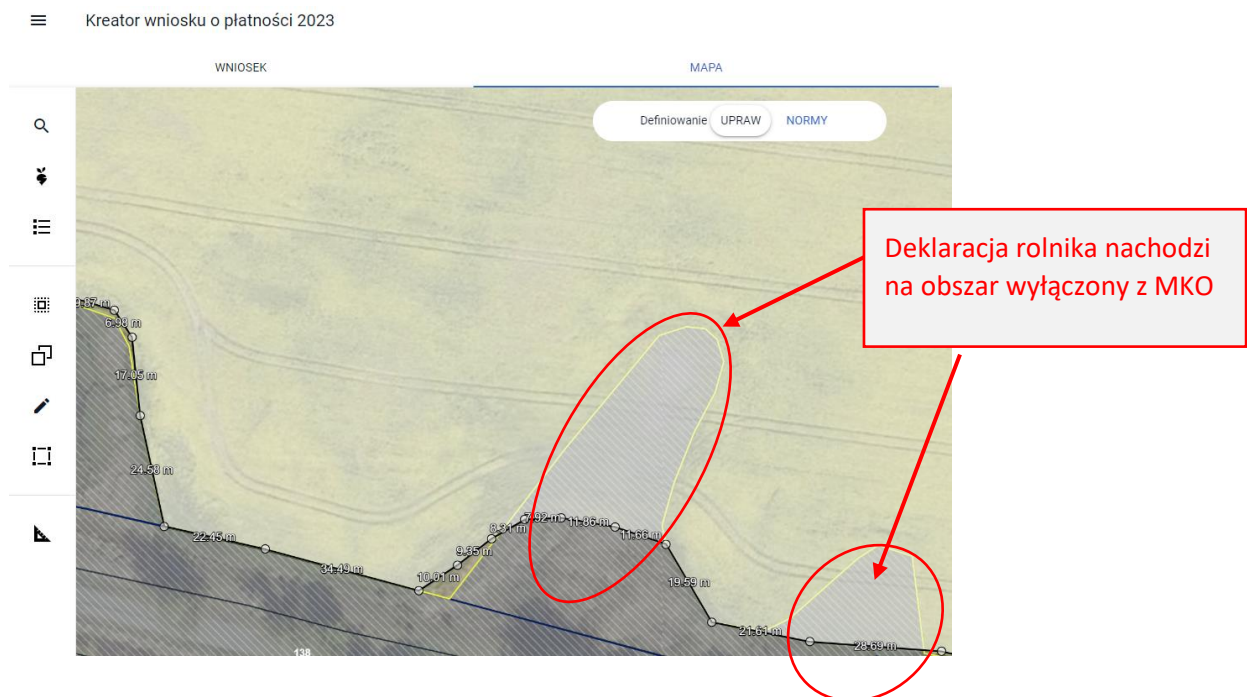 Kreator wniosku o płatności 2023
WNIOSEK
MAPA
Definiowanie UPRAW NORMY
Deklaracja rolnika nachodzi
na obszar wyłączony z MKO
6.98 m
17.05 m
24.58 m
22.45 m
34.49 m
10.01 m
9.35 m
8.31 m
7.92 m
11.86 m
11.66 m
19.59 m
21.61 m
28.69 m
138